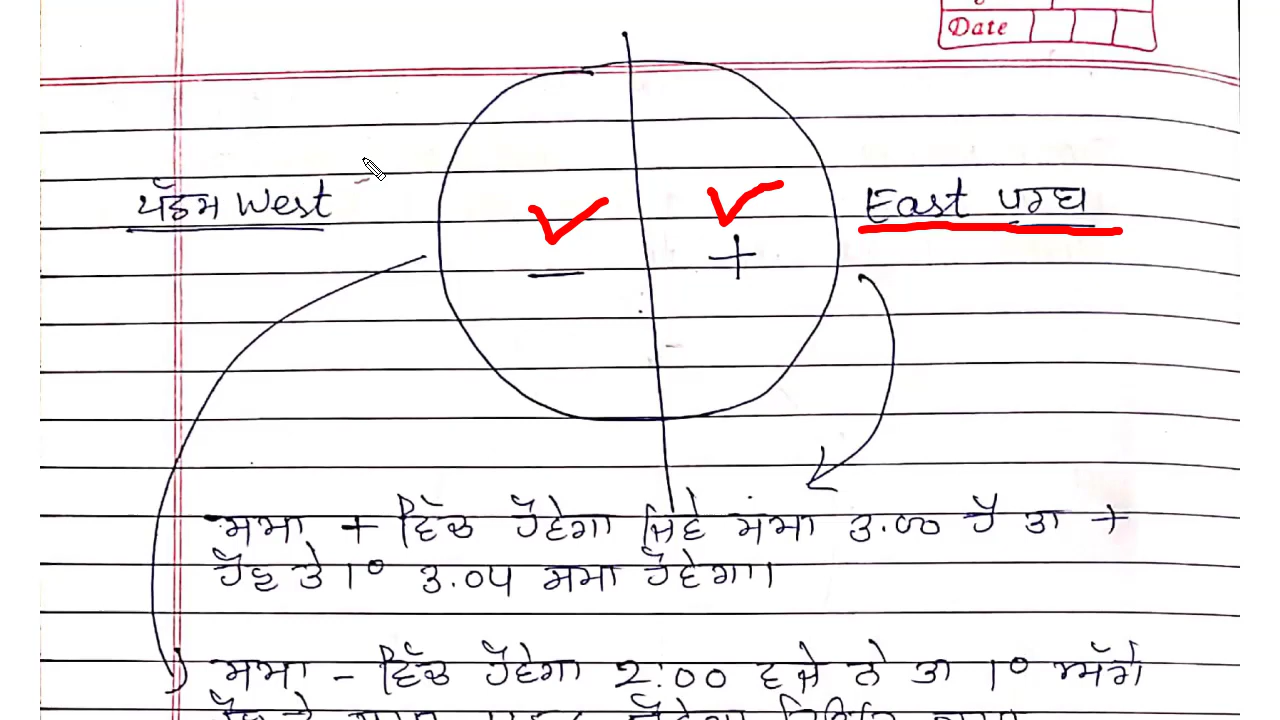 Date
ਪੱਛਮ West
East ਪੂਰਬ
−
+
ਸਮਾ + ਵਿੱਚ ਹੋਵੇਗਾ ਜਿਵੇ ਸਮਾ 3.00 ਹੈ ਤਾ +
ਹੋਣ ਤੇ 1° 3.04 ਸਮਾ ਹੋਵੇਗਾ।
ਸਮਾ - ਵਿੱਚ ਹੋਵੇਗਾ 2:00 ਵਜੇ ਨੇ ਤਾ 1° ਅੱਗੇ